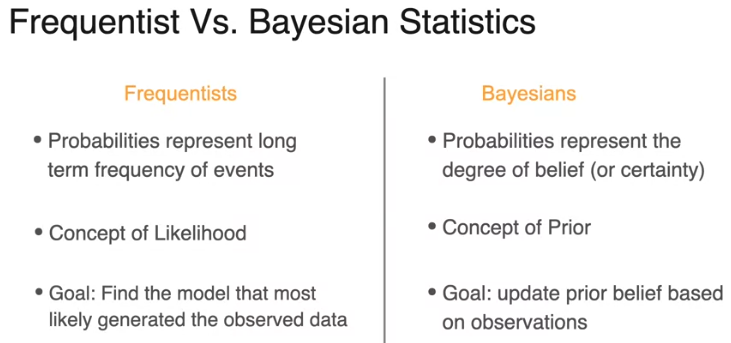 Frequentist Vs. Bayesian Statistics
Frequentists
• Probabilities represent long
term frequency of events
• Concept of Likelihood
• Goal: Find the model that most
likely generated the observed data
Bayesians
• Probabilities represent the
degree of belief (or certainty)
• Concept of Prior
• Goal: update prior belief based
on observations